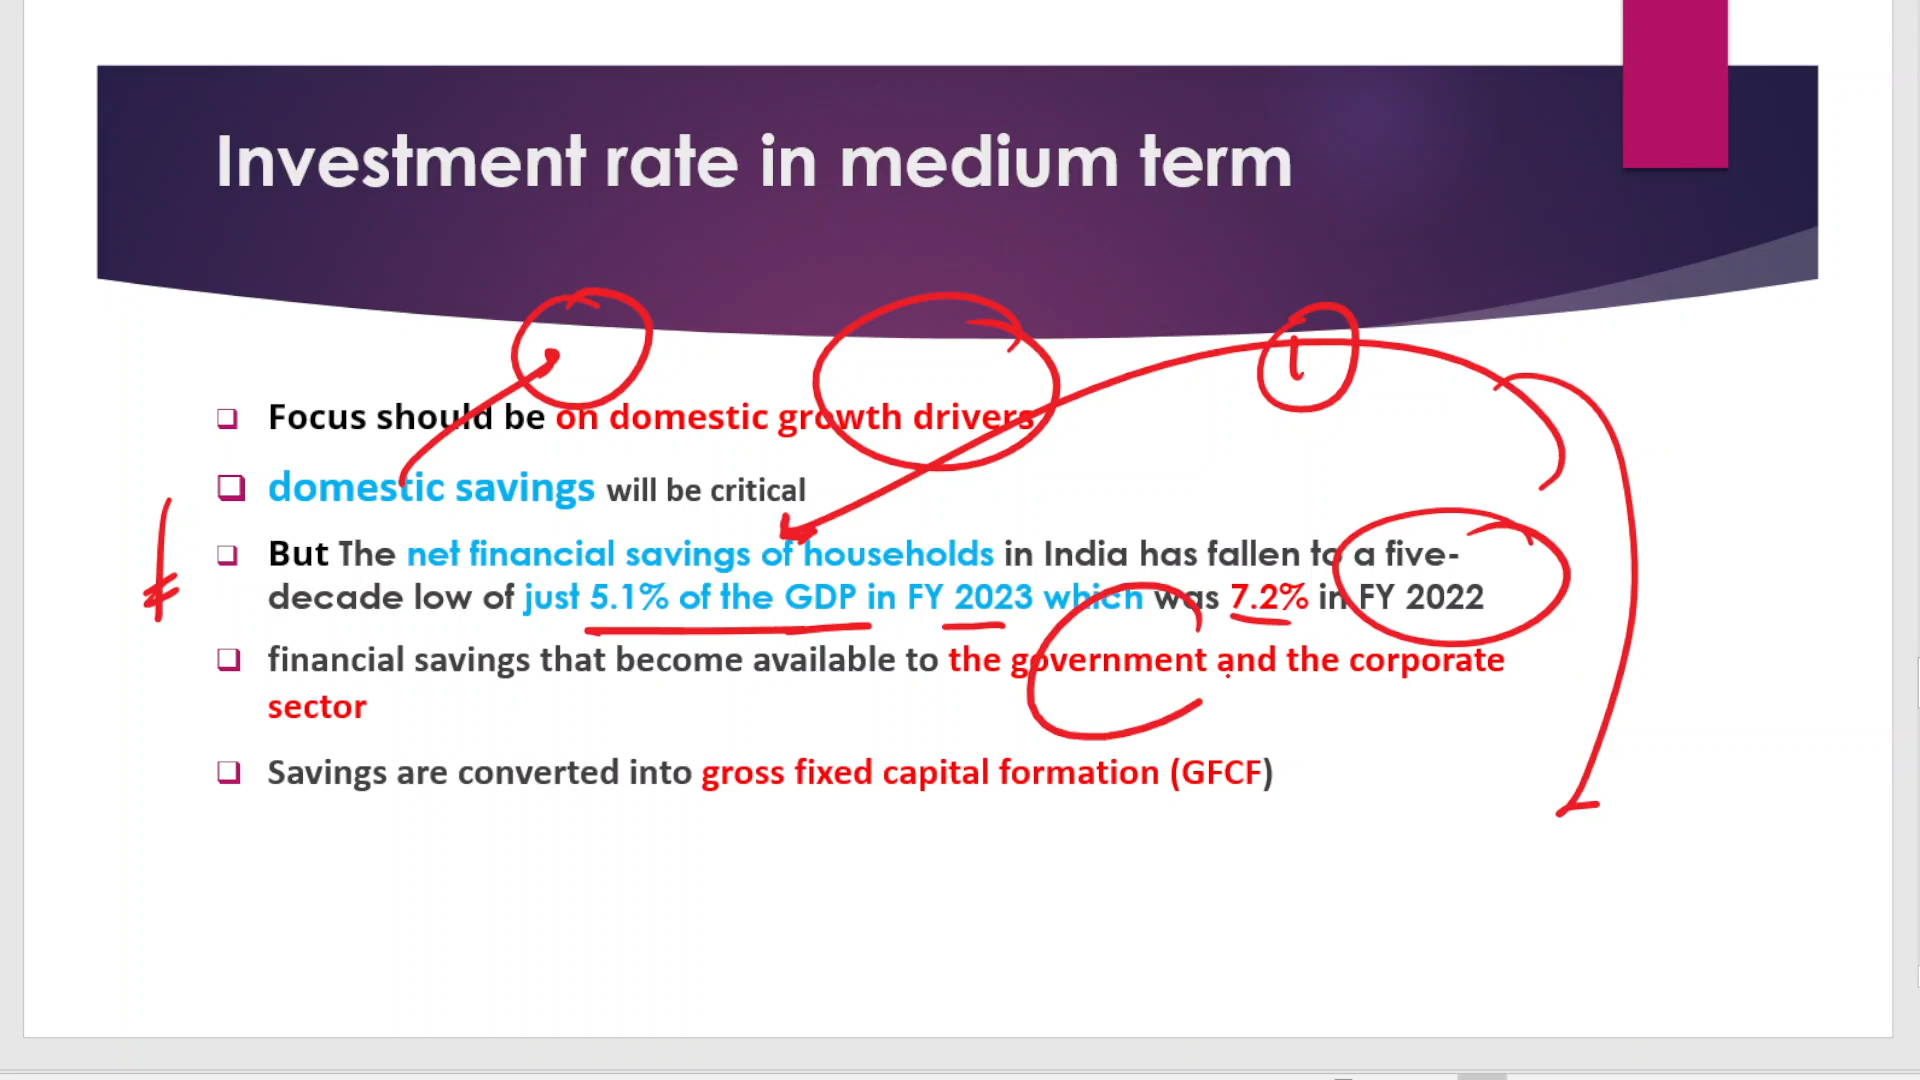 Investment rate in medium term
Focus should be on domestic growth drivers
domestic savings will be critical
But The net financial savings of households in India has fallen to a five-
decade low of just 5.1% of the GDP in FY 2023 which was 7.2% in FY 2022
financial savings that become available to the government and the corporate
sector
Savings are converted into gross fixed capital formation (GFCF)